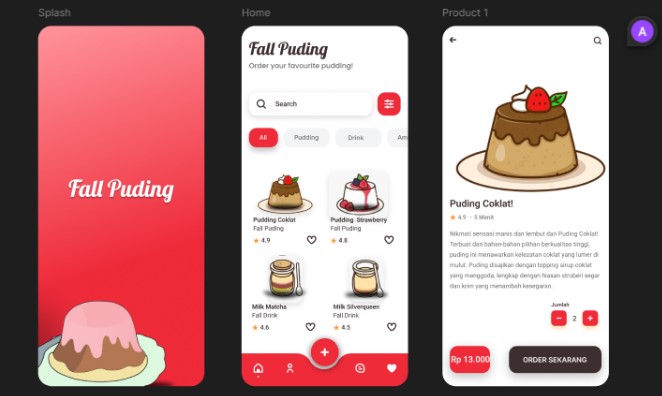 Splash
Home
Product 1
A
Fall Puding
Fall Puding
Order your favourite pudding!
Search
All
Pudding
Drink
Am
Pudding Coklat
Fall Puding
4.9
Pudding Strawberry
Fall Puding
4.8
Milk Matcha
Fall Drink
4.6
Milk Silverqueen
Fall Drink
4.5
Puding Coklat!
4.9 - 5 Menit
Nikmati sensasi manis dan lembut dari Puding Coklat!
Terbuat dari bahan-bahan pilihan berkualitas tinggi,
puding ini menawarkan kelezatan coklat yang lumer di
mulut. Puding disajikan dengan topping sirup coklat
yang menggoda, lengkap dengan hiasan stroberi segar
dan krim yang menambah kesegaran.
Jumlah
2
Rp 13.000
ORDER SEKARANG